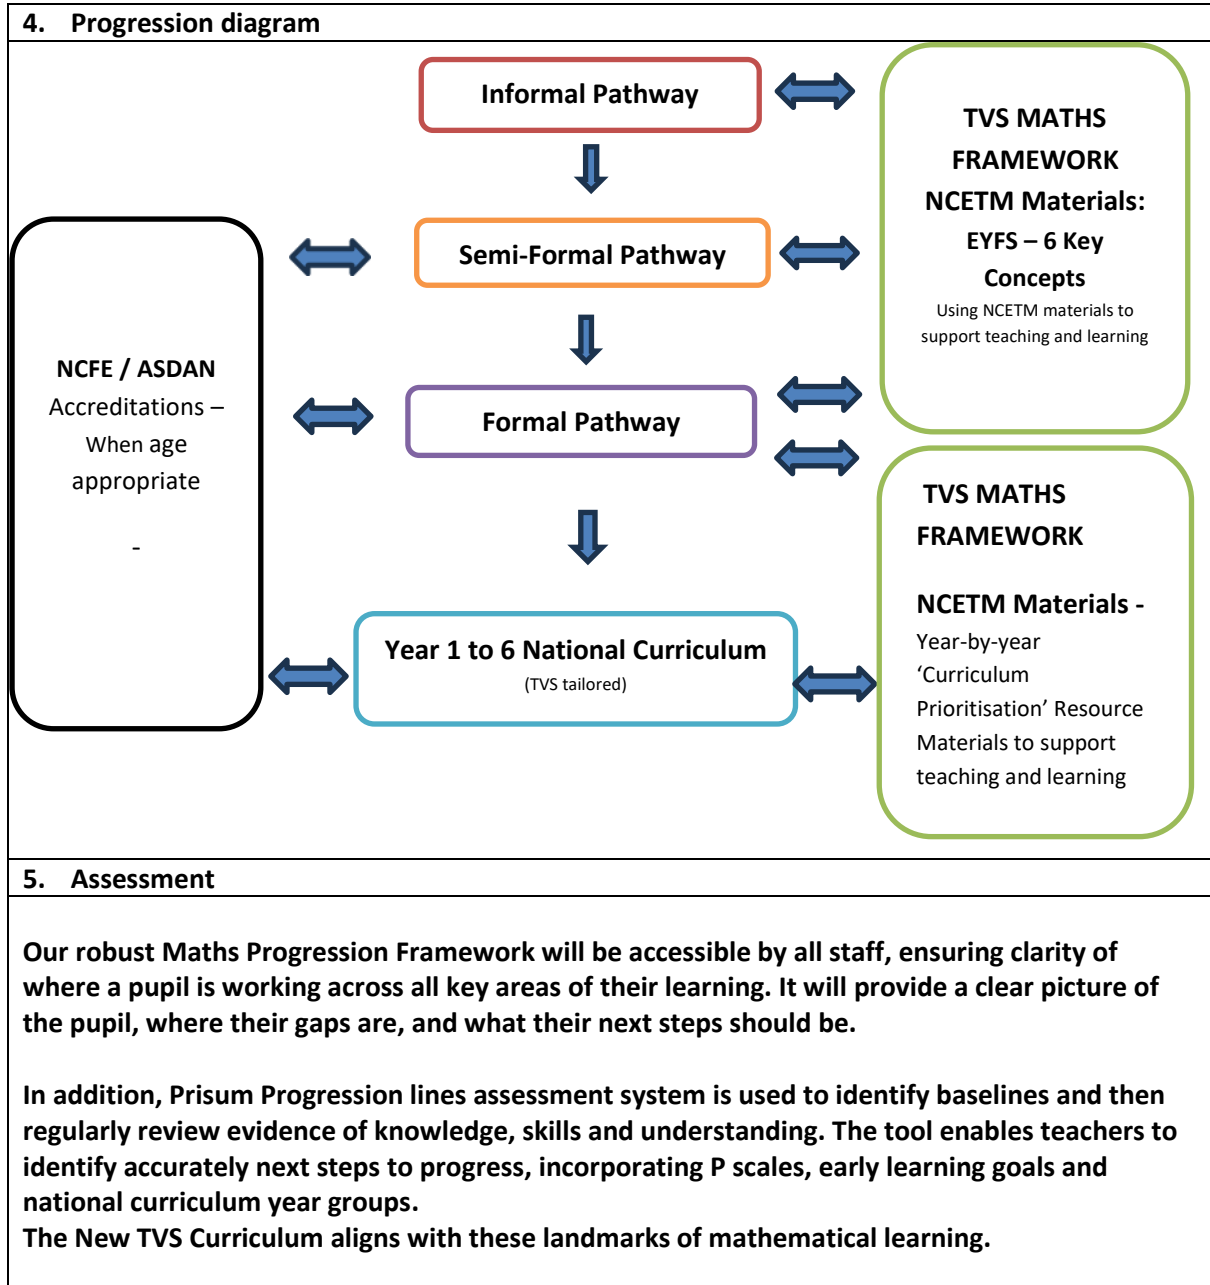 4. Progression diagram
Informal Pathway
TVS MATHS
FRAMEWORK
NCETM Materials:
EYFS – 6 Key
Concepts
Using NCETM materials to
support teaching and learning
Semi-Formal Pathway
NCFE / ASDAN
Accreditations –
When age
appropriate
-
Formal Pathway
TVS MATHS
FRAMEWORK
NCETM Materials -
Year-by-year
‘Curriculum
Prioritisation’ Resource
Materials to support
teaching and learning
Year 1 to 6 National Curriculum
(TVS tailored)
5. Assessment
Our robust Maths Progression Framework will be accessible by all staff, ensuring clarity of
where a pupil is working across all key areas of their learning. It will provide a clear picture of
the pupil, where their gaps are, and what their next steps should be.
In addition, Prisum Progression lines assessment system is used to identify baselines and then
regularly review evidence of knowledge, skills and understanding. The tool enables teachers to
identify accurately next steps to progress, incorporating P scales, early learning goals and
national curriculum year groups.
The New TVS Curriculum aligns with these landmarks of mathematical learning.